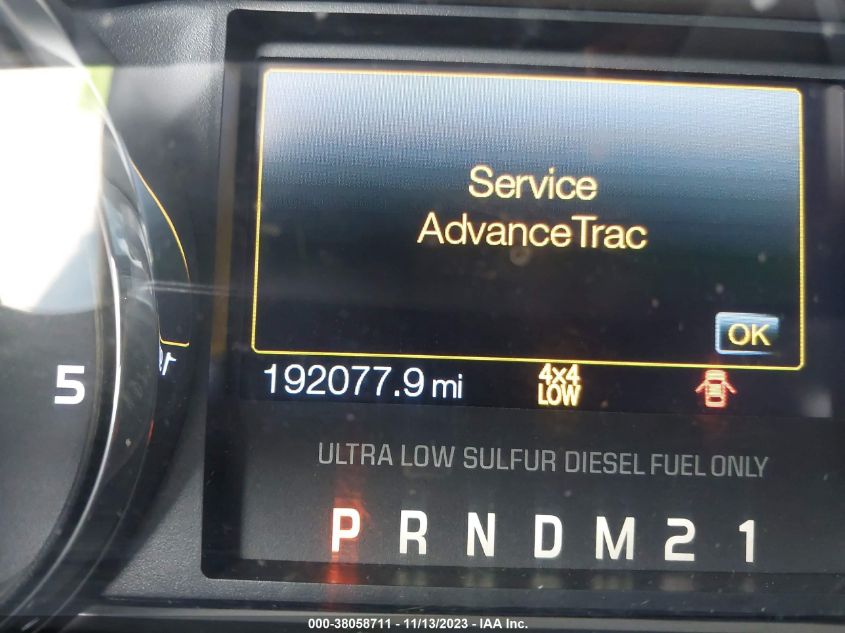 Service
AdvanceTrac
OK
5
192077.9 mi
4x4
LOW
ULTRA LOW SULFUR DIESEL FUEL ONLY
P R N D M 2 1
000-38058711 - 11/13/2023 - IAA Inc.